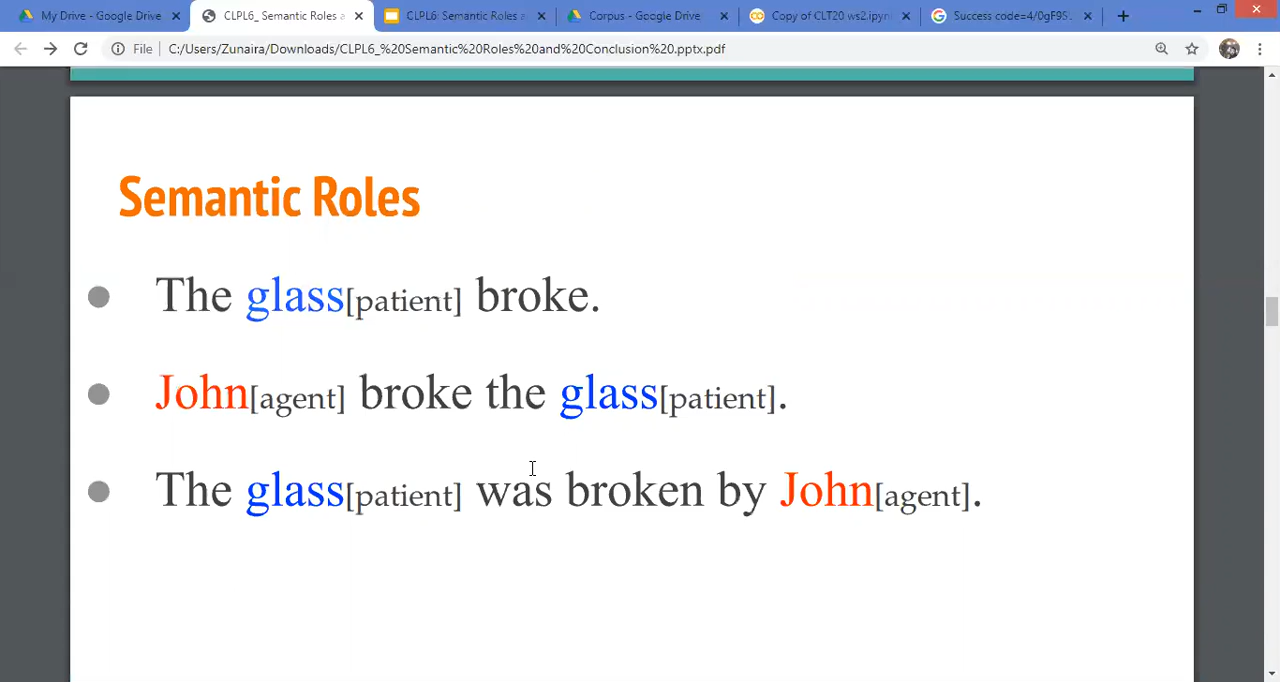 My Drive - Google Drive
CLPL6_ Semantic Roles a
CLPL6: Semantic Roles a
Corpus - Google Drive
Copy of CLT20 ws2.ipynb
Success code=4/0gF95
File C:/Users/Zunaira/Downloads/CLPL6_%20Semantic%20Roles%20and%20Conclusion%20.pptx.pdf
Semantic Roles
The glass[patient] broke.
John[agent] broke the glass[patient].
The glass[patient] was broken by John[agent].